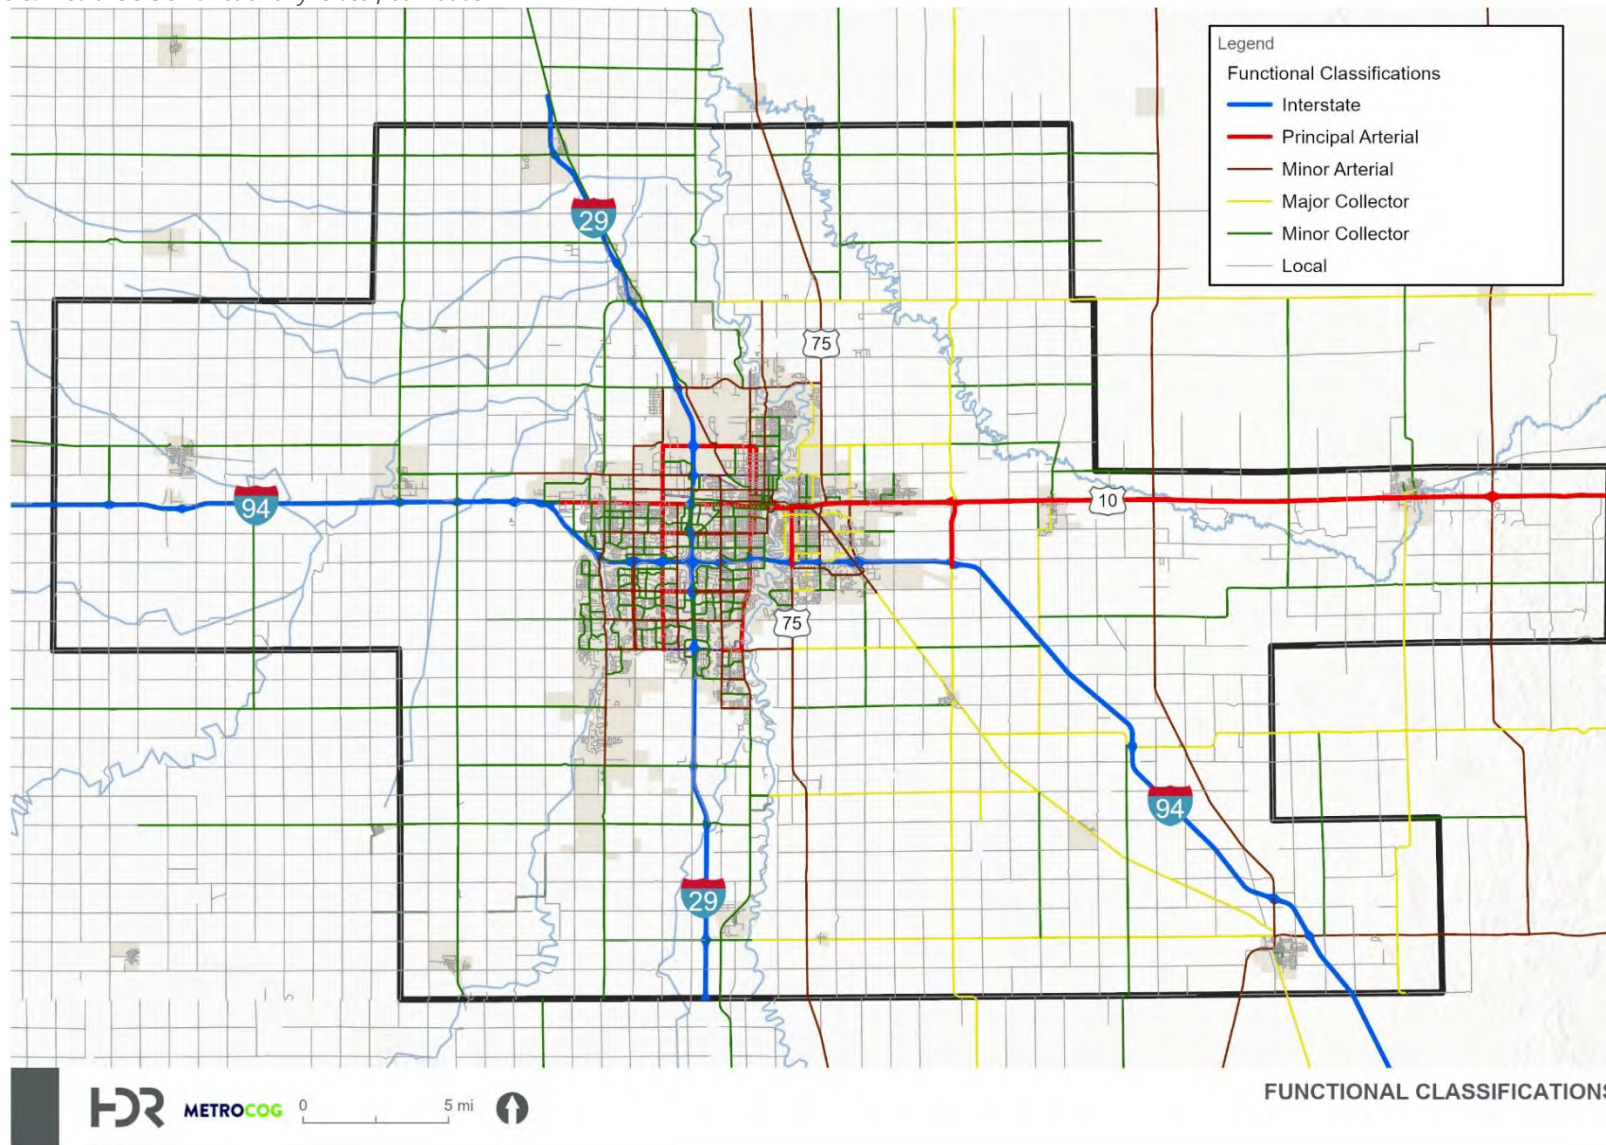 Legend
Functional Classifications
Interstate
Principal Arterial
Minor Arterial
Major Collector
Minor Collector
Local
29
75
94
10
75
94
29
HDR METROCOG 0 5 mi
FUNCTIONAL CLASSIFICATIONS